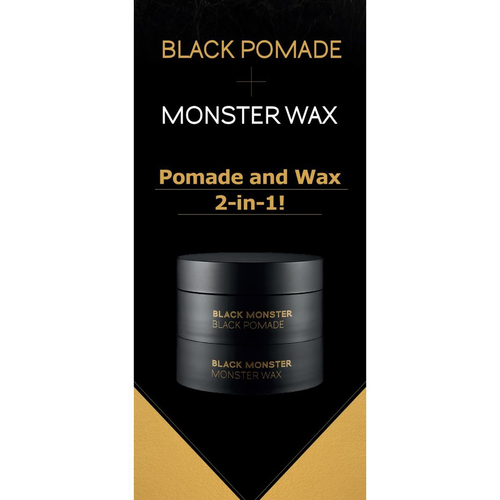 BLACK POMADE
+
MONSTER WAX
Pomade and Wax
2-in-1!
BLACK MONSTER
BLACK POMADE
BLACK MONSTER
MONSTER WAX